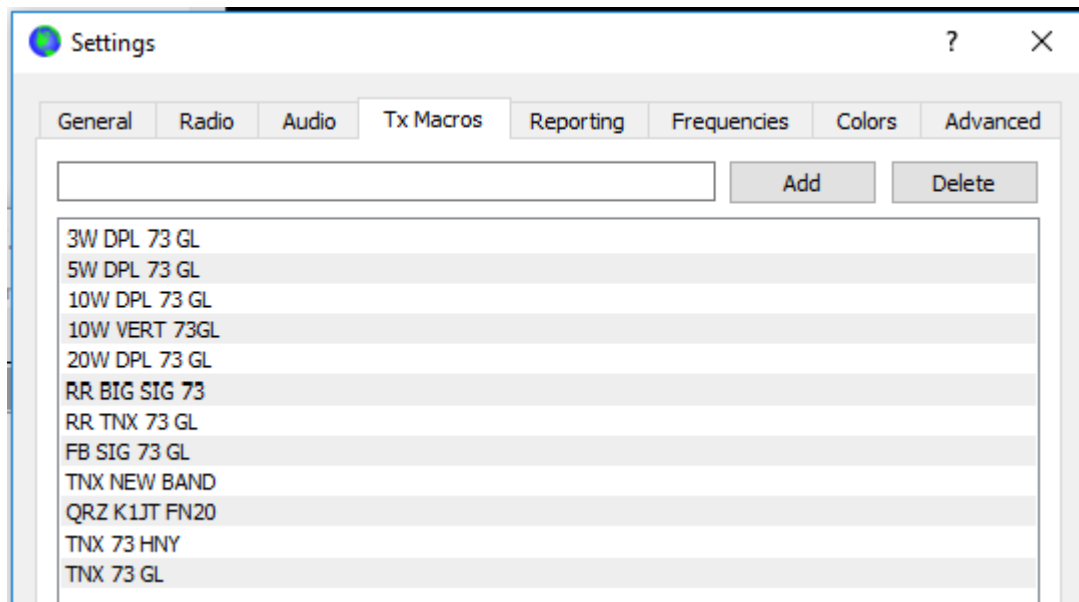 Settings ?
General Radio Audio Tx Macros Reporting Frequencies Colors Advanced
Add Delete
3W DPL 73 GL
5W DPL 73 GL
10W DPL 73 GL
10W VERT 73GL
20W DPL 73 GL
RR BIG SIG 73
RR TNX 73 GL
FB SIG 73 GL
TNX NEW BAND
QRZ K1JT FN20
TNX 73 HNY
TNX 73 GL